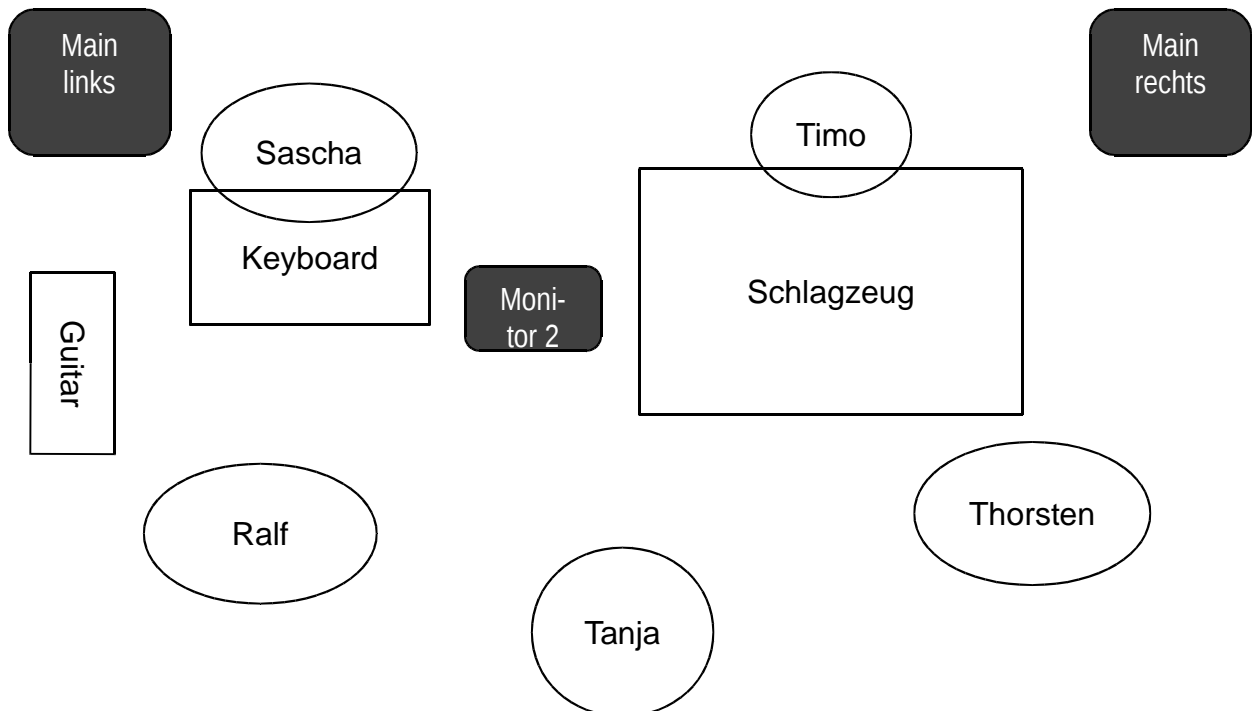 Main
links
Main
rechts
Timo
Sascha
Keyboard
Schlagzeug
Moni-
tor 2
Guitar
Thorsten
Ralf
Tanja